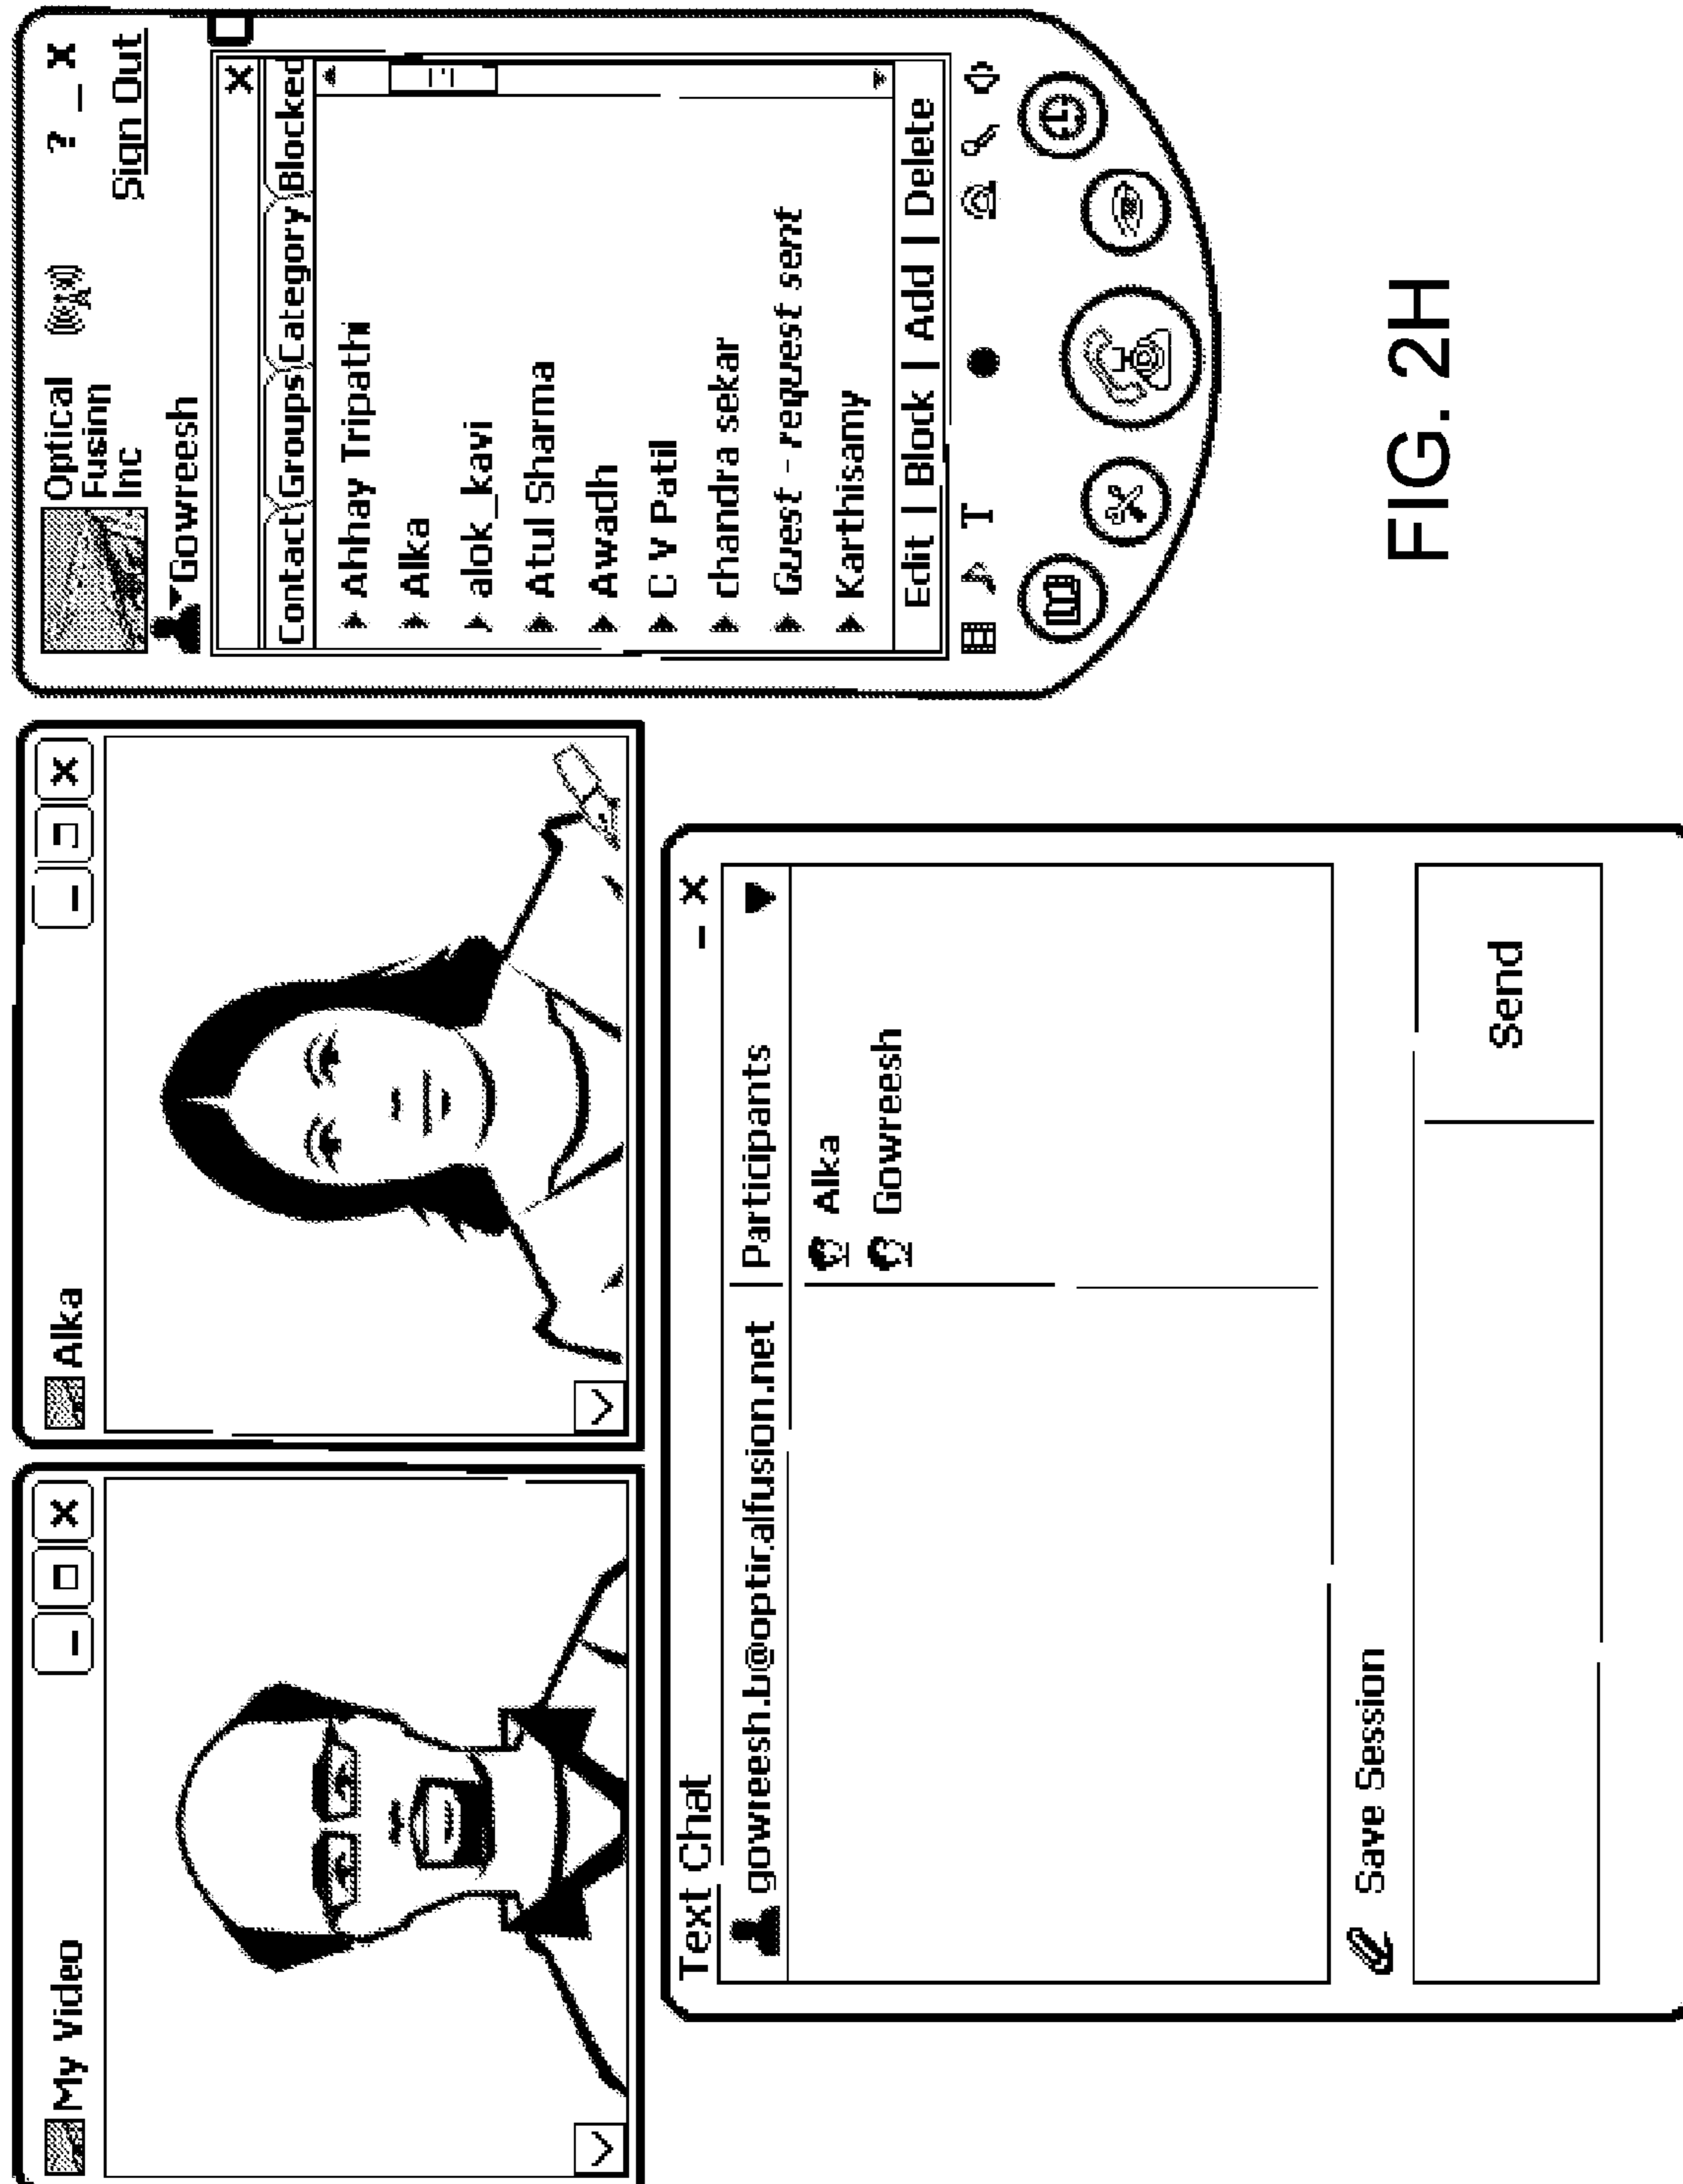 My Video
Alka
Optical
Fusinn
Inc
? _ X
Sign Out
Gowreesh
Contact Groups Category Blocked
Ahhay Tripathi
Alka
alok_kavi
Atul Sharma
Awadh
C V Patil
chandra sekar
Guest - request sent
Karthisamy
Edit | Block | Add | Delete
T
Text Chat
gowreesh.b@optiralfusion.net | Participants
Alka
Gowreesh
Save Session
Send
FIG. 2H